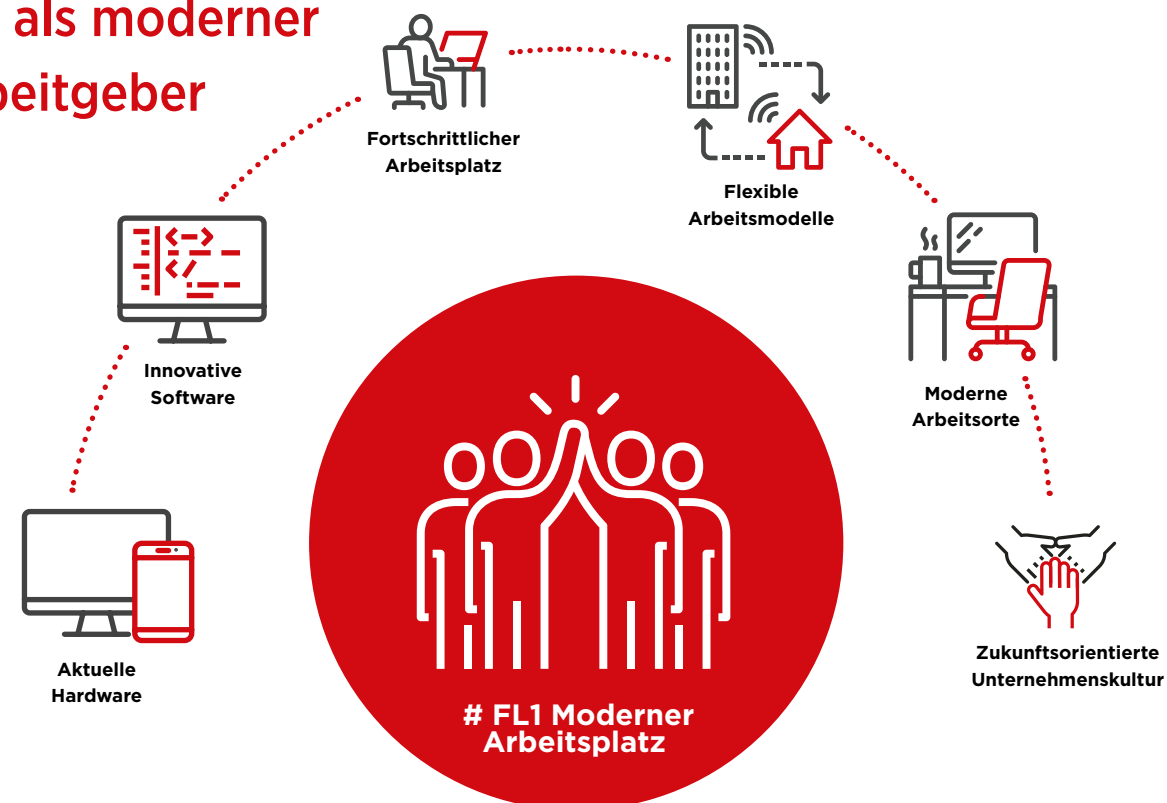 als moderner
beitgeber
Fortschrittlicher
Arbeitsplatz
Flexible
Arbeitsmodelle
Innovative
Software
Moderne
Arbeitsorte
Aktuelle
Hardware
Zukunftsorientierte
Unternehmenskultur
# FL1 Moderner
Arbeitsplatz